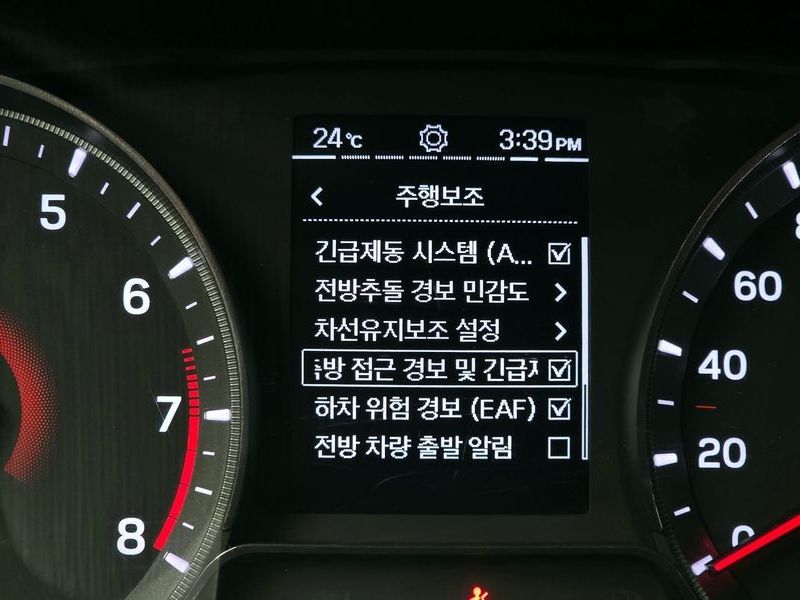 24°C
3:39PM
< 주행보조
긴급제동 시스템 (A...
전방추돌 경보 민감도 >
차선유지보조 설정 >
방 접근 경보 및 긴급
하차 위험 경보 (EAF)
전방 차량 출발 알림
5
6
7
8
60
40
20
0